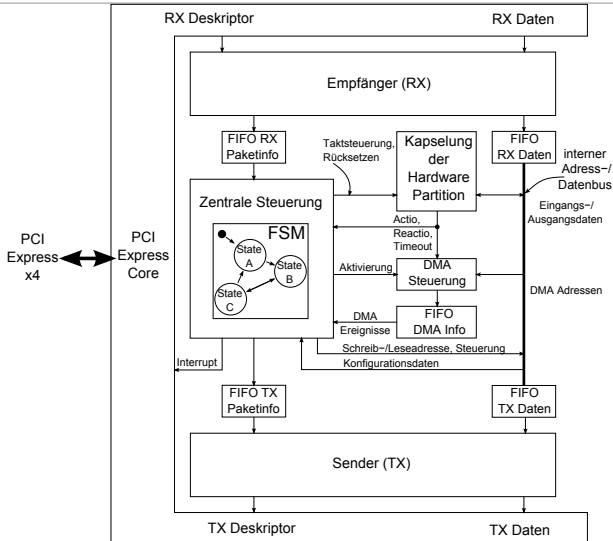 RX Deskriptor
RX Daten
Empfänger (RX)
FIFO RX
Paketinfo
Taktsteuerung,
Rücksetzen
Kapselung
der
Hardware
Partition
FIFO
RX Daten
interner
Adress−/
Datenbus
Zentrale Steuerung
FSM
State
A
State
B
State
C
Actio,
Reactio,
Timeout
Eingangs−/
Ausgangsdaten
PCI
Express
x4
PCI
Express
Core
Aktivierung
DMA
Steuerung
DMA Adressen
DMA
Ereignisse
FIFO
DMA Info
Schreib−/Leseadresse, Steuerung
Interrupt
Konfigurationsdaten
FIFO TX
Paketinfo
FIFO
TX Daten
Sender (TX)
TX Deskriptor
TX Daten